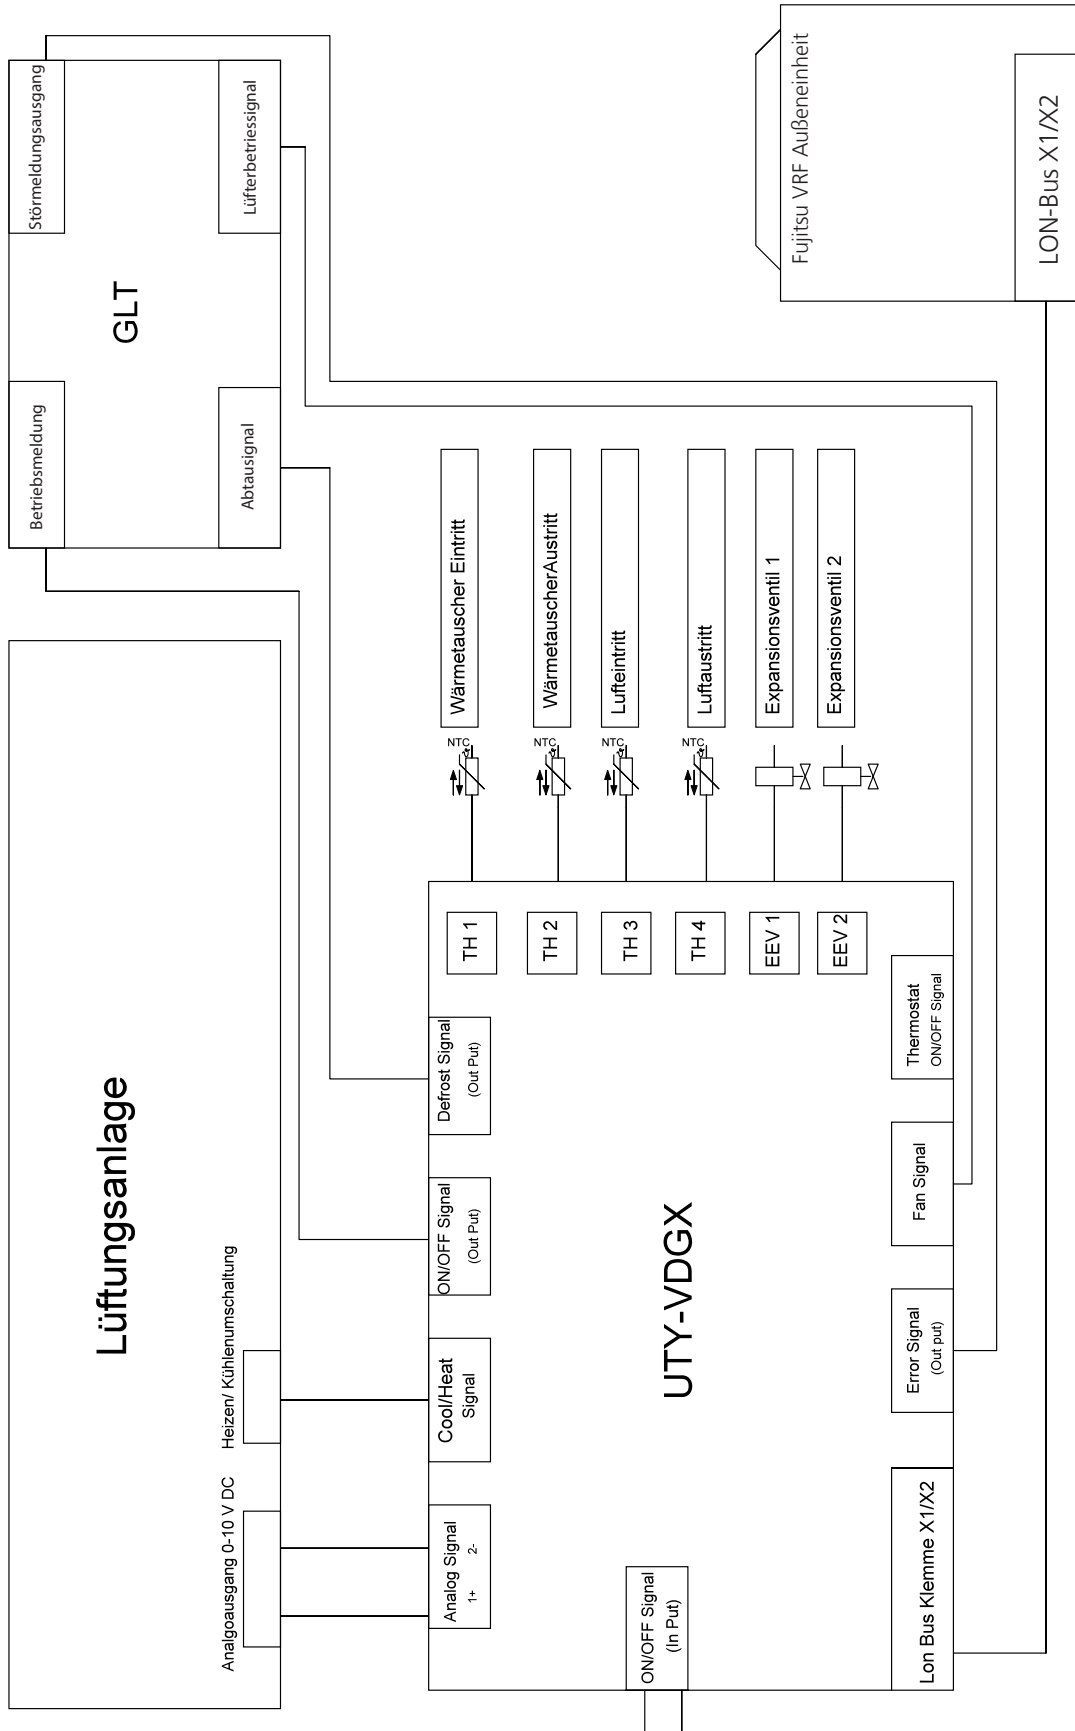 Lüftungsanlage
Analgoausgang 0-10 V DC
Heizen/ Kühlenumschaltung
GLT
Betriebsmeldung
Störmeldungsausgang
Abtausignal
Lüfterbetriessignal
Analog Signal
1+ 2-
Cool/Heat
Signal
ON/OFF Signal
(Out Put)
Defrost Signal
(Out Put)
TH 1
TH 2
TH 3
TH 4
EEV 1
EEV 2
NTC
Wärmetauscher Eintritt
NTC
WärmetauscherAustritt
NTC
Lufteintritt
NTC
Luftaustritt
Expansionsventil 1
Expansionsventil 2
UTY-VDGX
ON/OFF Signal
(In Put)
Lon Bus Klemme X1/X2
Error Signal
(Out put)
Fan Signal
Thermostat
ON/OFF Signal
Fujitsu VRF Außeneinheit
LON-Bus X1/X2